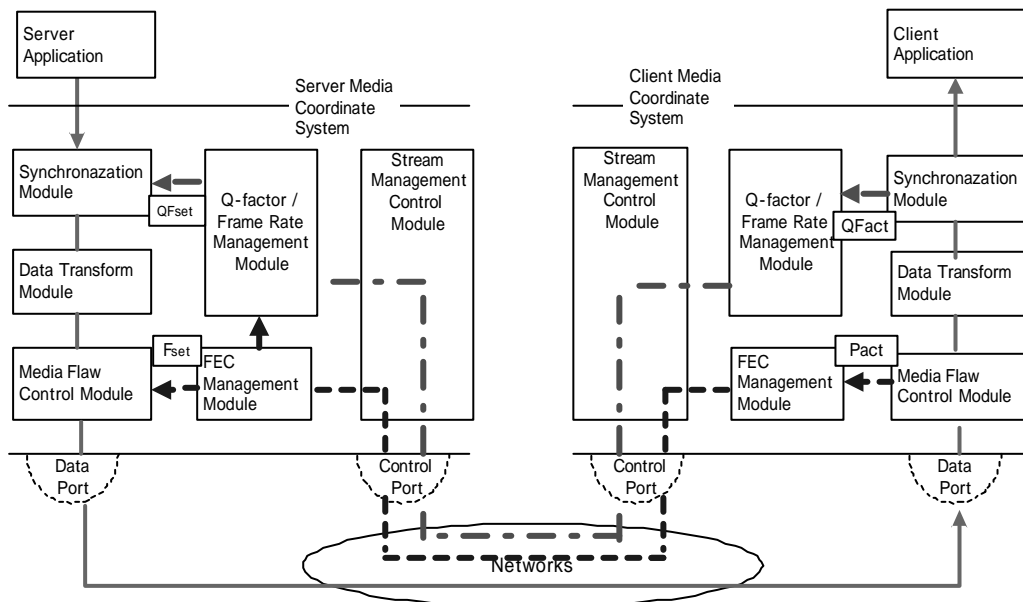 Server
Application
Client
Application
Server Media
Coordinate
System
Client Media
Coordinate
System
Synchronazation
Module
QFset
Q-factor /
Frame Rate
Management
Module
Stream
Management
Control
Module
Stream
Management
Control
Module
Q-factor /
Frame Rate
Management
Module
QFact
Synchronazation
Module
Data Transform
Module
Data Transform
Module
Fset
Media Flaw
Control Module
FEC
Management
Module
FEC
Management
Module
Pact
Media Flaw
Control Module
Data
Port
Control
Port
Control
Port
Data
Port
Networks